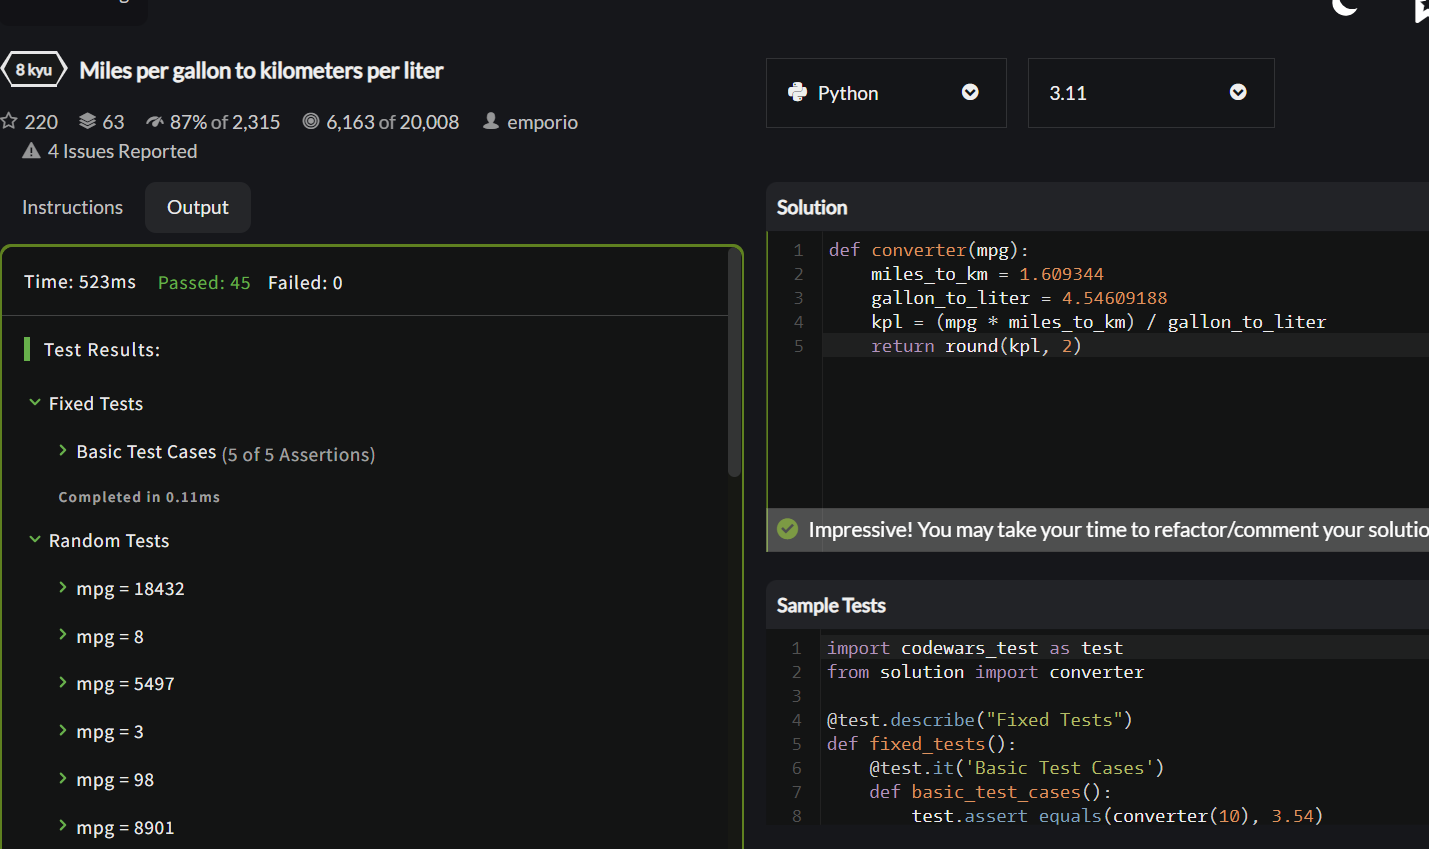 8 kyu Miles per gallon to kilometers per liter
220 63 87% of 2,315 6,163 of 20,008 emporio
4 Issues Reported
Instructions Output
Time: 523ms Passed: 45 Failed: 0
Test Results:
Fixed Tests
Basic Test Cases (5 of 5 Assertions)
Completed in 0.11ms
Random Tests
mpg = 18432
mpg = 8
mpg = 5497
mpg = 3
mpg = 98
mpg = 8901
Python 3.11
Solution
1 def converter(mpg):
2 miles_to_km = 1.609344
3 gallon_to_liter = 4.54609188
4 kpl = (mpg * miles_to_km) / gallon_to_liter
5 return round(kpl, 2)
Impressive! You may take your time to refactor/comment your solutio
Sample Tests
1 import codewars_test as test
2 from solution import converter
3
4 @test.describe("Fixed Tests")
5 def fixed_tests():
6 @test.it('Basic Test Cases')
7 def basic_test_cases():
8 test.assert_equals(converter(10), 3.54)